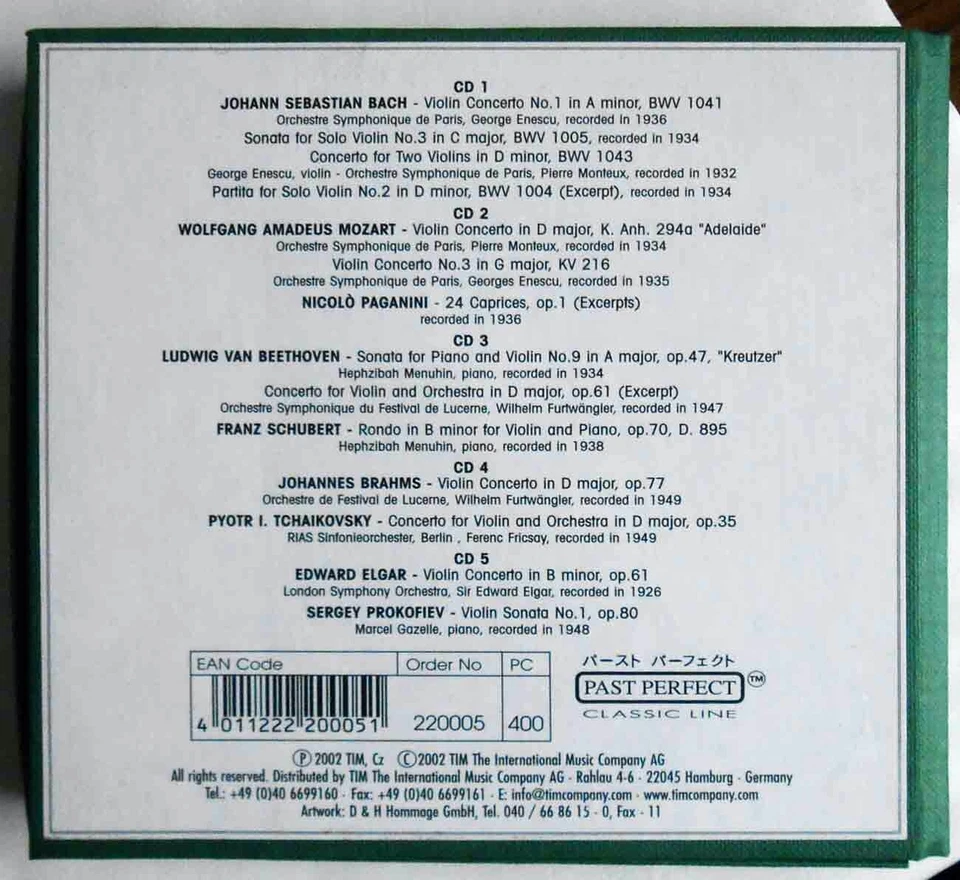 CD 1
JOHANN SEBASTIAN BACH - Violin Concerto No.1 in A minor, BWV 1041
Orchestre Symphonique de Paris, George Enescu, recorded in 1936
Sonata for Solo Violin No.3 in C major, BWV 1005, recorded in 1934
Concerto for Two Violins in D minor, BWV 1043
George Enescu, violin - Orchestre Symphonique de Paris, Pierre Monteux, recorded in 1932
Partita for Solo Violin No.2 in D minor, BWV 1004 (Excerpt), recorded in 1934
CD 2
WOLFGANG AMADEUS MOZART - Violin Concerto in D major, K. Anh. 294a "Adelaide"
Orchestre Symphonique de Paris, Pierre Monteux, recorded in 1934
Violin Concerto No.3 in G major, KV 216
Orchestre Symphonique de Paris, Georges Enescu, recorded in 1935
NICOLÒ PAGANINI - 24 Caprices, op.1 (Excerpts)
recorded in 1936
CD 3
LUDWIG VAN BEETHOVEN - Sonata for Piano and Violin No.9 in A major, op.47, "Kreutzer"
Hephzibah Menuhin, piano, recorded in 1934
Concerto for Violin and Orchestra in D major, op.61 (Excerpt)
Orchestre Symphonique du Festival de Lucerne, Wilhelm Furtwängler, recorded in 1947
FRANZ SCHUBERT - Rondo in B minor for Violin and Piano, op.70, D. 895
Hephzibah Menuhin, piano, recorded in 1938
CD 4
JOHANNES BRAHMS - Violin Concerto in D major, op.77
Orchestre de Festival de Lucerne, Wilhelm Furtwängler, recorded in 1949
PYOTR I. TCHAIKOVSKY - Concerto for Violin and Orchestra in D major, op.35
RIAS Sinfonieorchester, Berlin , Ferenc Fricsay, recorded in 1949
CD 5
EDWARD ELGAR - Violin Concerto in B minor, op.61
London Symphony Orchestra, Sir Edward Elgar, recorded in 1926
SERGEY PROKOFIEV - Violin Sonata No.1, op.80
Marcel Gazelle, piano, recorded in 1948
EAN Code Order No PC
4 011222 200051 220005 400
パースト パーフェクト
PAST PERFECT ™
CLASSIC LINE
Ⓟ 2002 TIM, Cz Ⓒ2002 TIM The International Music Company AG
All rights reserved. Distributed by TIM The International Music Company AG · Rahlau 4-6 · 22045 Hamburg · Germany
Tel.: +49 (0)40 6699160 · Fax: +49 (0)40 6699161 · E: info@timcompany.com · www.timcompany.com
Artwork: D & H Hommage GmbH, Tel. 040 / 66 86 15 - 0, Fax - 11